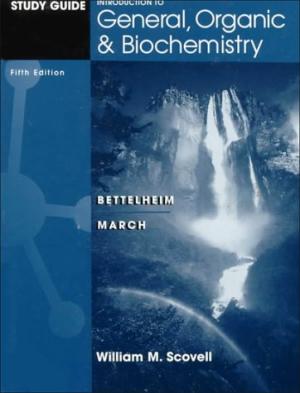 STUDY GUIDE
INTRODUCTION TO
General, Organic
& Biochemistry
Fifth Edition
BETTELHEIM
MARCH
William M. Scovell